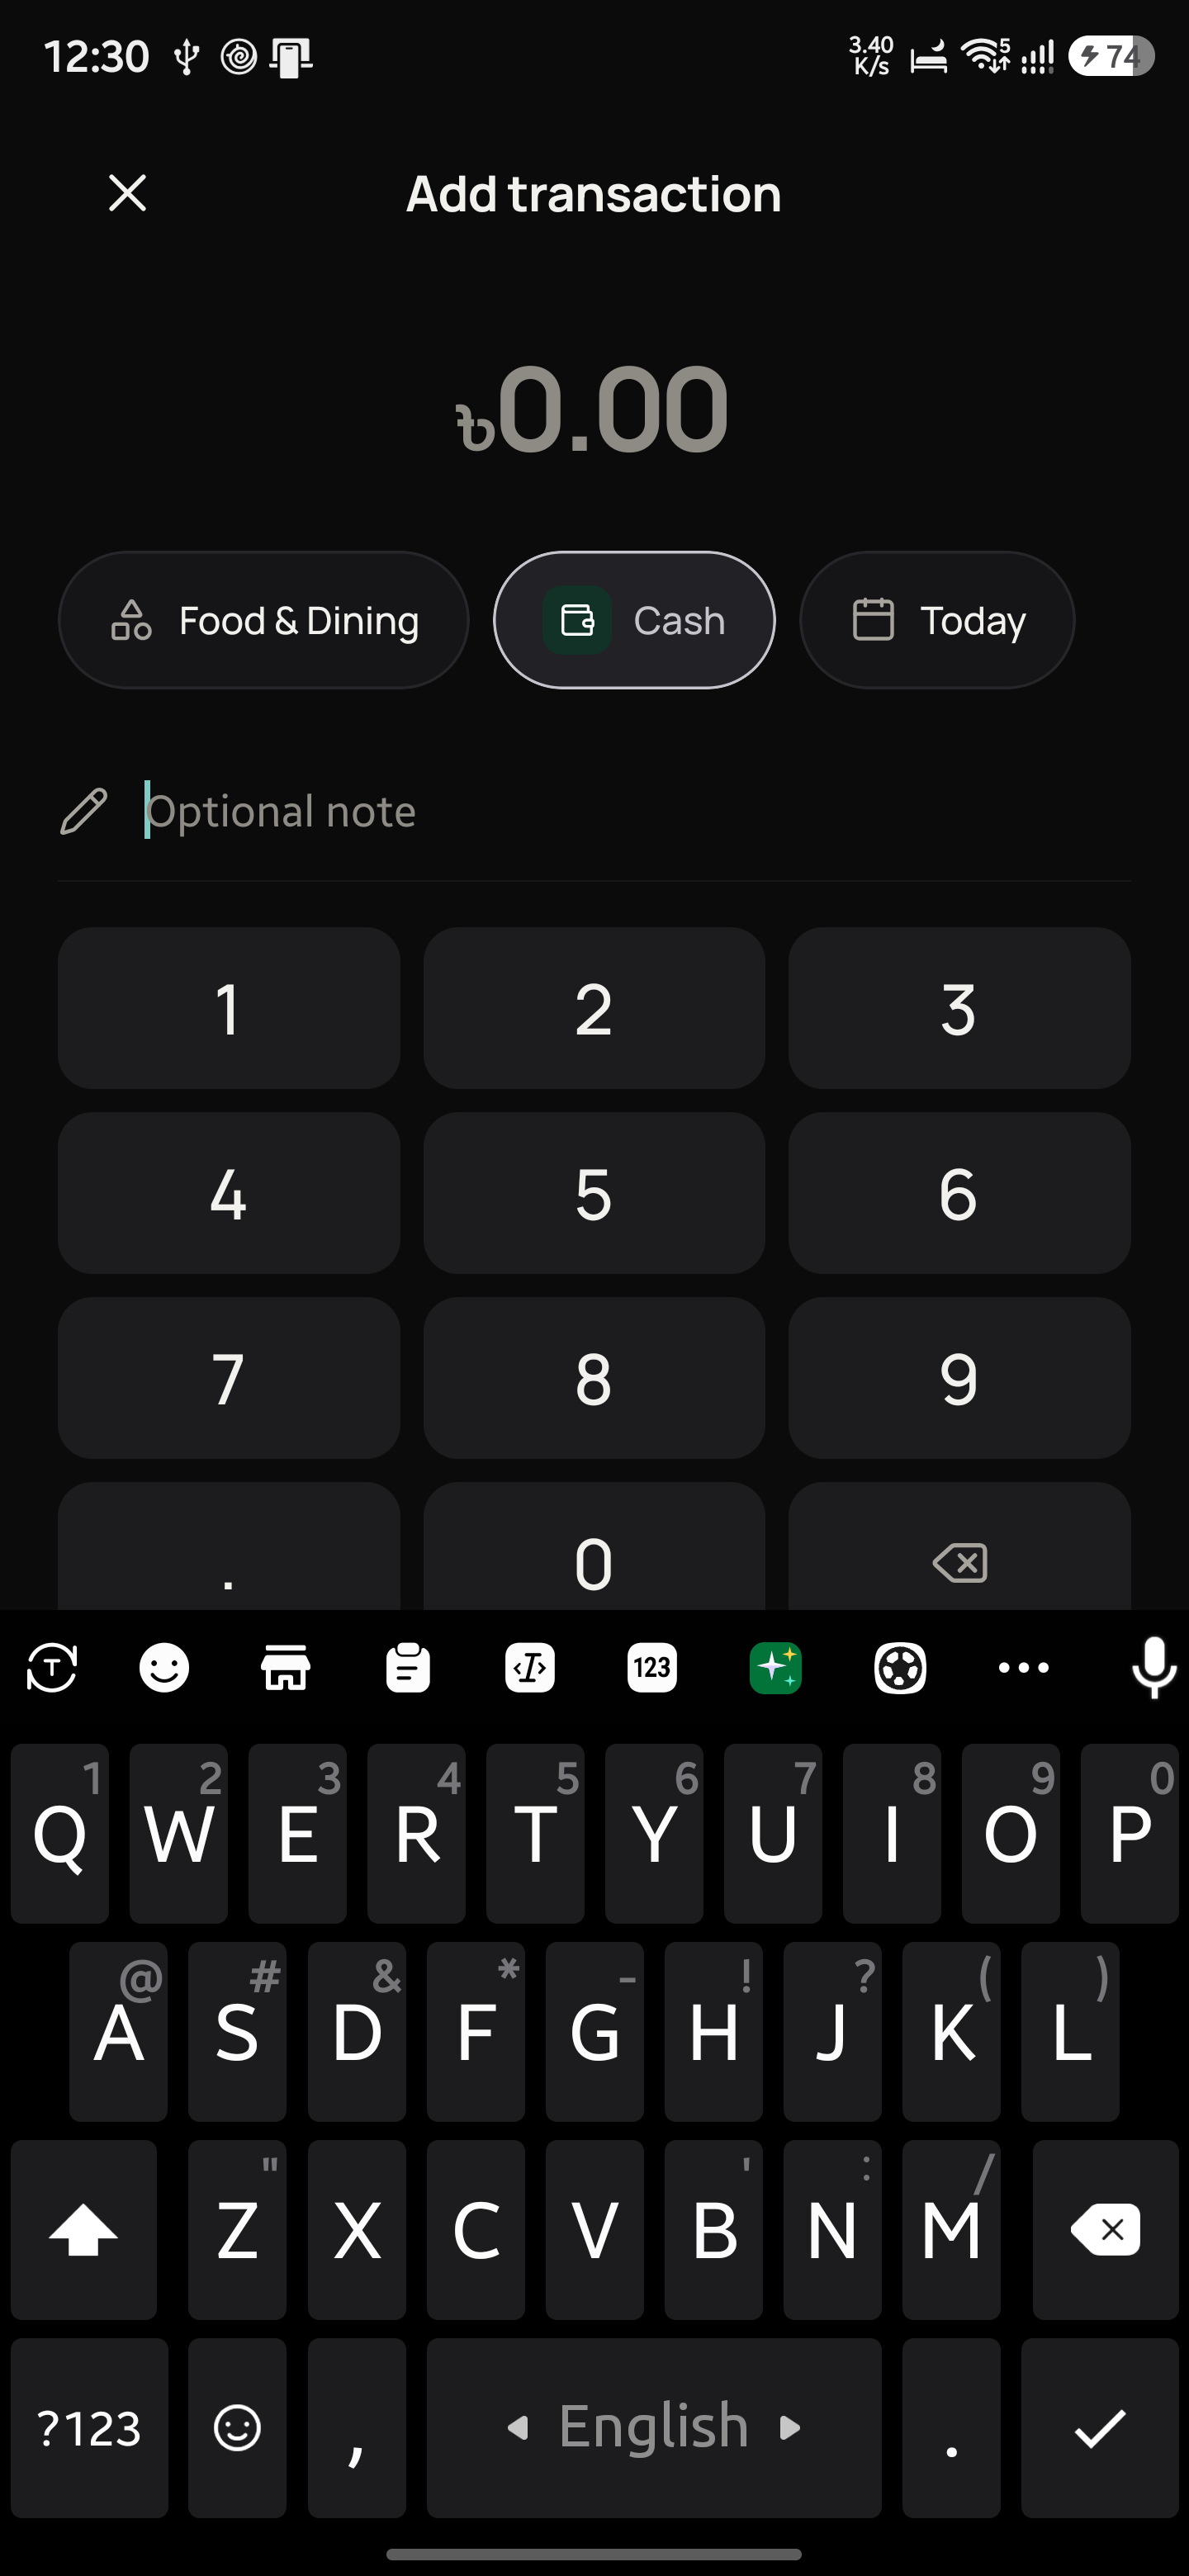 12:30
3.40
K/s
5
74
Add transaction
৳0.00
Food & Dining
Cash
Today
Optional note
1 2 3
4 5 6
7 8 9
. 0
T
123
1 2 3 4 5 6 7 8 9 0
Q W E R T Y U I O P
@ # & * - ! ? ( )
A S D F G H J K L
" ' : /
Z X C V B N M
?123 , English .